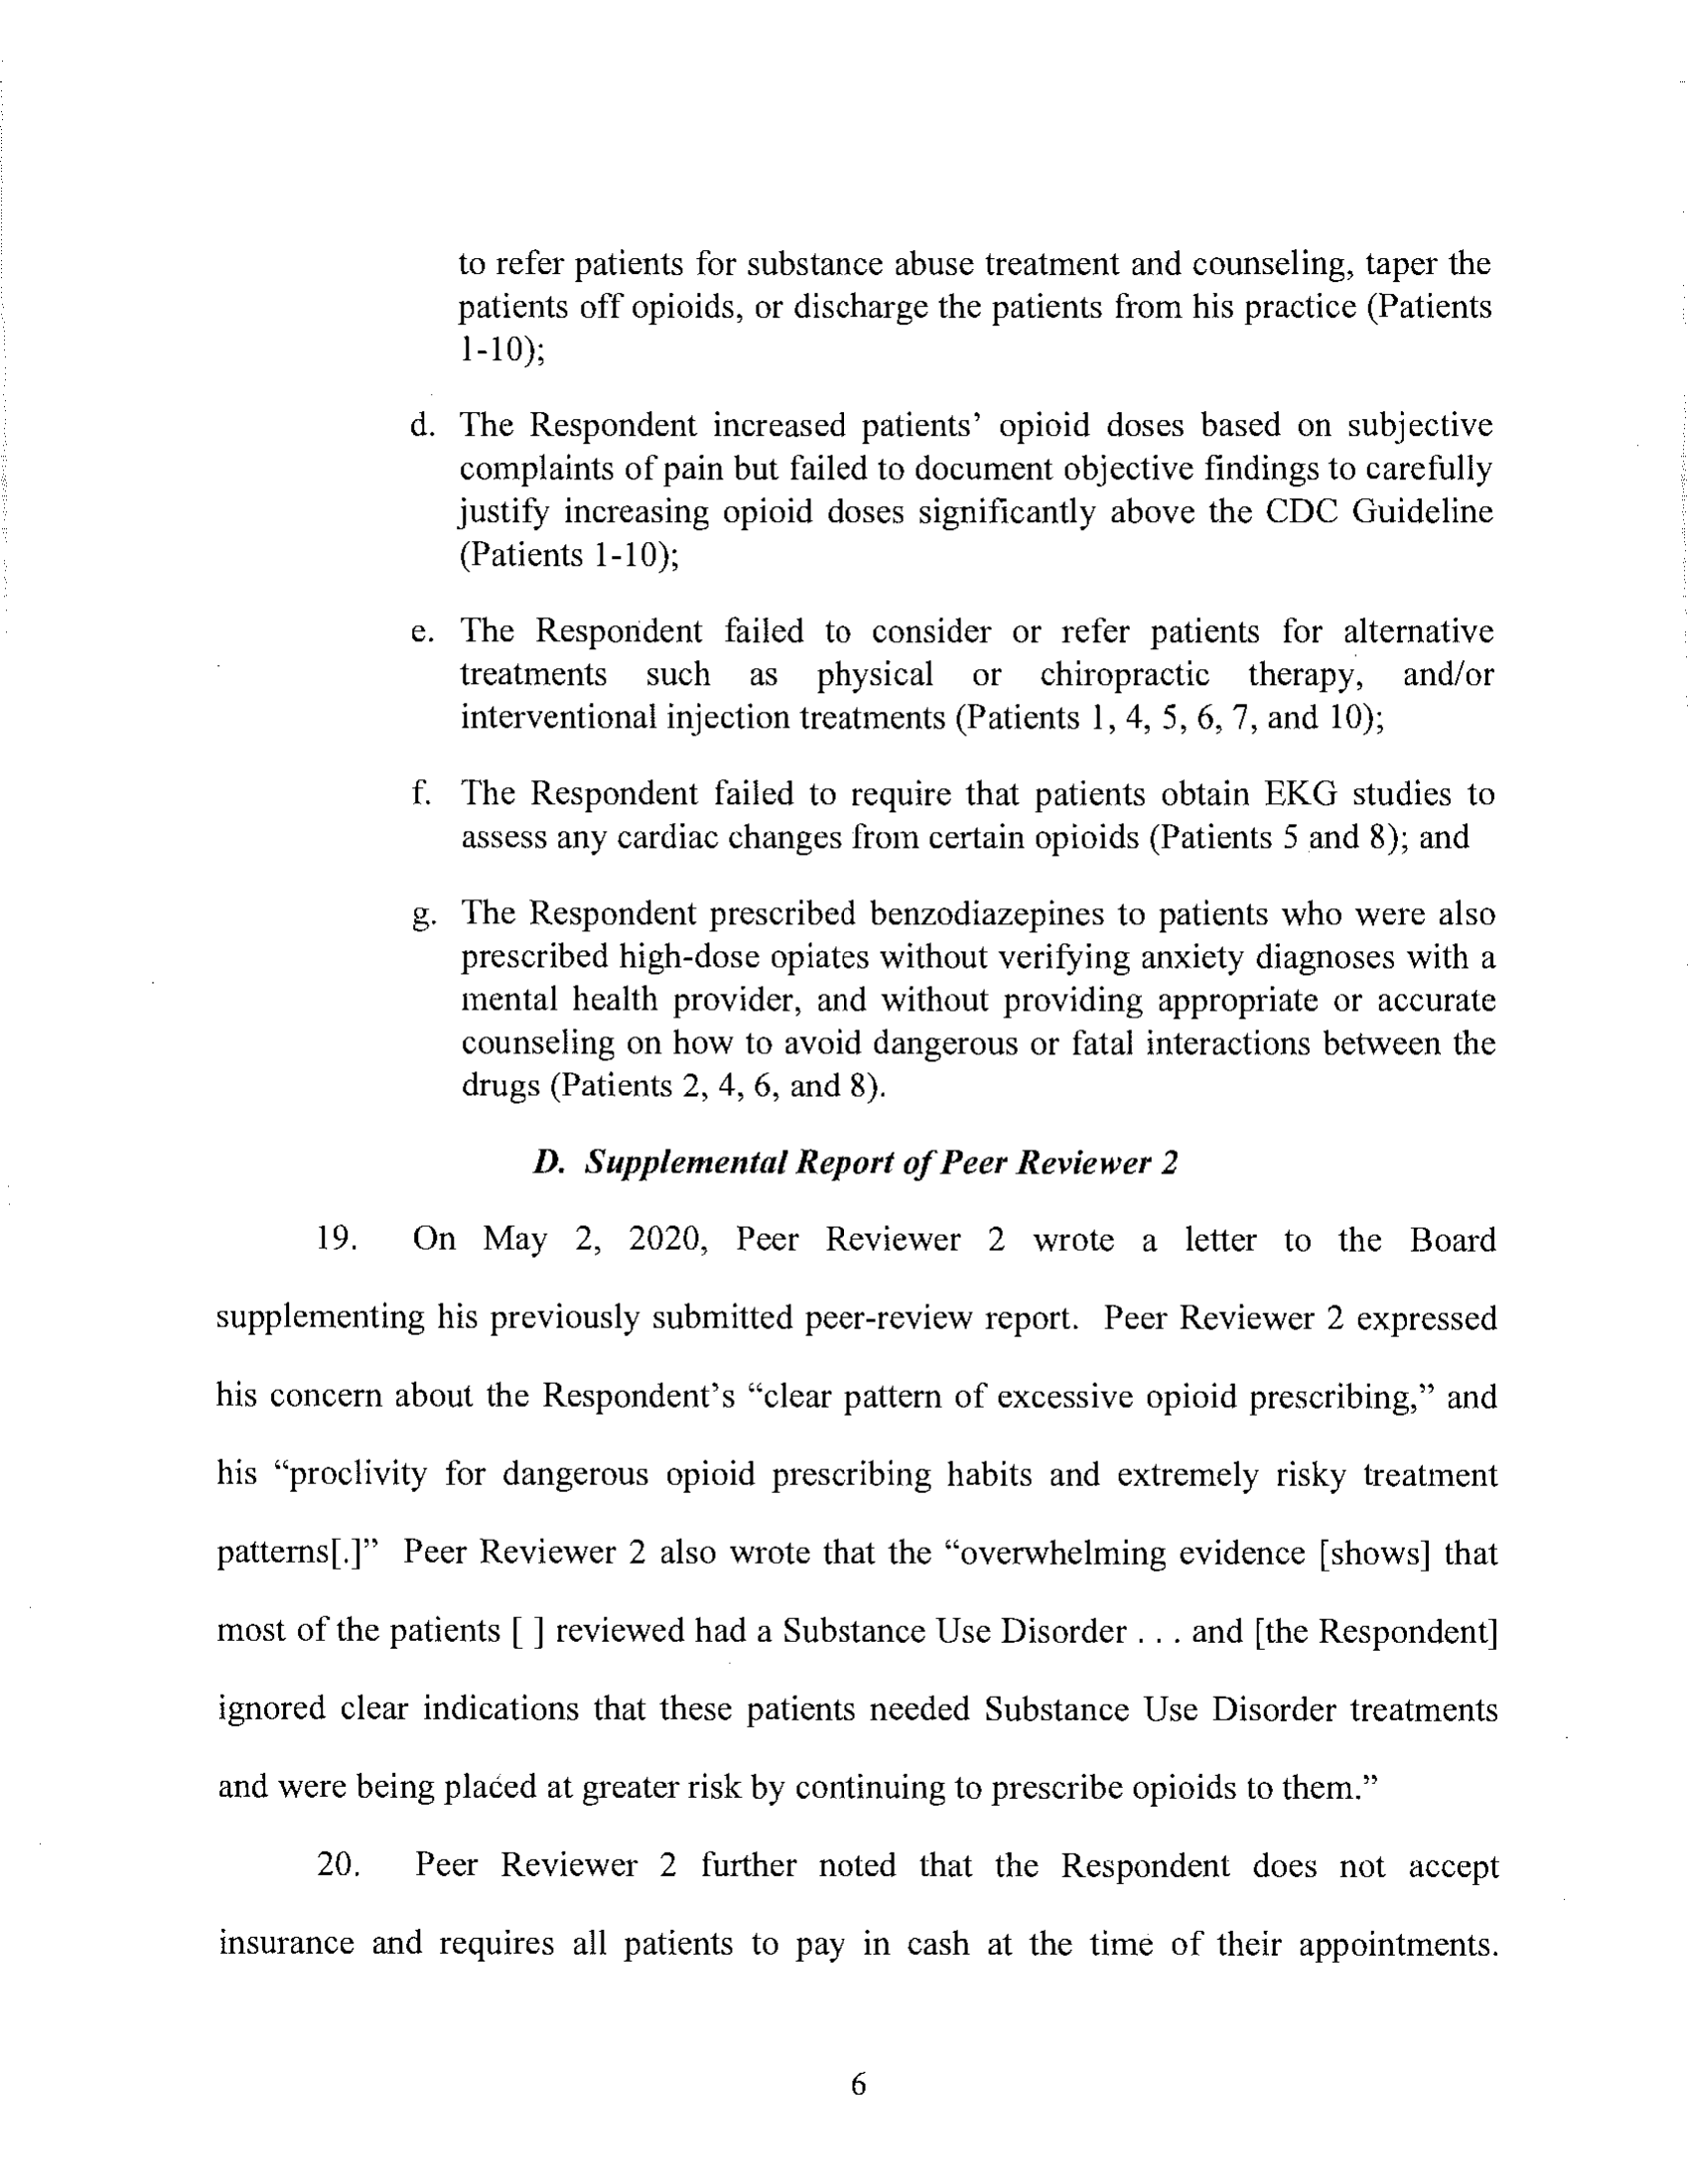 to refer patients for substance abuse treatment and counseling, taper the
patients off opioids, or discharge the patients from his practice (Patients
1-10);
d. The Respondent increased patients’ opioid doses based on subjective
complaints of pain but failed to document objective findings to carefully
justify increasing opioid doses significantly above the CDC Guideline
(Patients 1-10);
e. The Respondent failed to consider or refer patients for alternative
treatments such as physical or chiropractic therapy, and/or
interventional injection treatments (Patients 1, 4, 5, 6, 7, and 10);
f. The Respondent failed to require that patients obtain EKG studies to
assess any cardiac changes from certain opioids (Patients 5 and 8); and
g. The Respondent prescribed benzodiazepines to patients who were also
prescribed high-dose opiates without verifying anxiety diagnoses with a
mental health provider, and without providing appropriate or accurate
counseling on how to avoid dangerous or fatal interactions between the
drugs (Patients 2, 4, 6, and 8).
D. Supplemental Report of Peer Reviewer 2
19. On May 2, 2020, Peer Reviewer 2 wrote a letter to the Board
supplementing his previously submitted peer-review report. Peer Reviewer 2 expressed
his concern about the Respondent’s “clear pattern of excessive opioid prescribing,” and
his “proclivity for dangerous opioid prescribing habits and extremely risky treatment
patterns[.]” Peer Reviewer 2 also wrote that the “overwhelming evidence [shows] that
most of the patients [ ] reviewed had a Substance Use Disorder . . . and [the Respondent]
ignored clear indications that these patients needed Substance Use Disorder treatments
and were being placed at greater risk by continuing to prescribe opioids to them.”
20. Peer Reviewer 2 further noted that the Respondent does not accept
insurance and requires all patients to pay in cash at the time of their appointments.
6